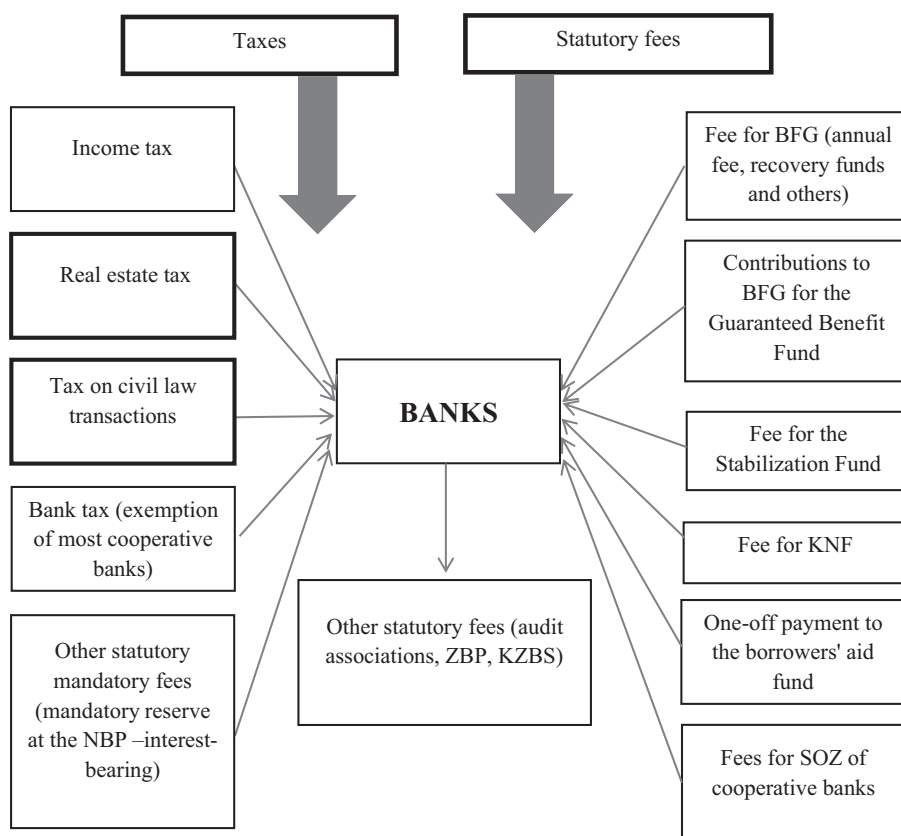 Taxes
Statutory fees
Income tax
Real estate tax
Tax on civil law
transactions
Bank tax (exemption
of most cooperative
banks)
Other statutory
mandatory fees
(mandatory reserve
at the NBP –interest-
bearing)
BANKS
Other statutory fees (audit
associations, ZBP, KZBS)
Fee for BFG (annual
fee, recovery funds
and others)
Contributions to
BFG for the
Guaranteed Benefit
Fund
Fee for the
Stabilization Fund
Fee for KNF
One-off payment to
the borrowers' aid
fund
Fees for SOZ of
cooperative banks